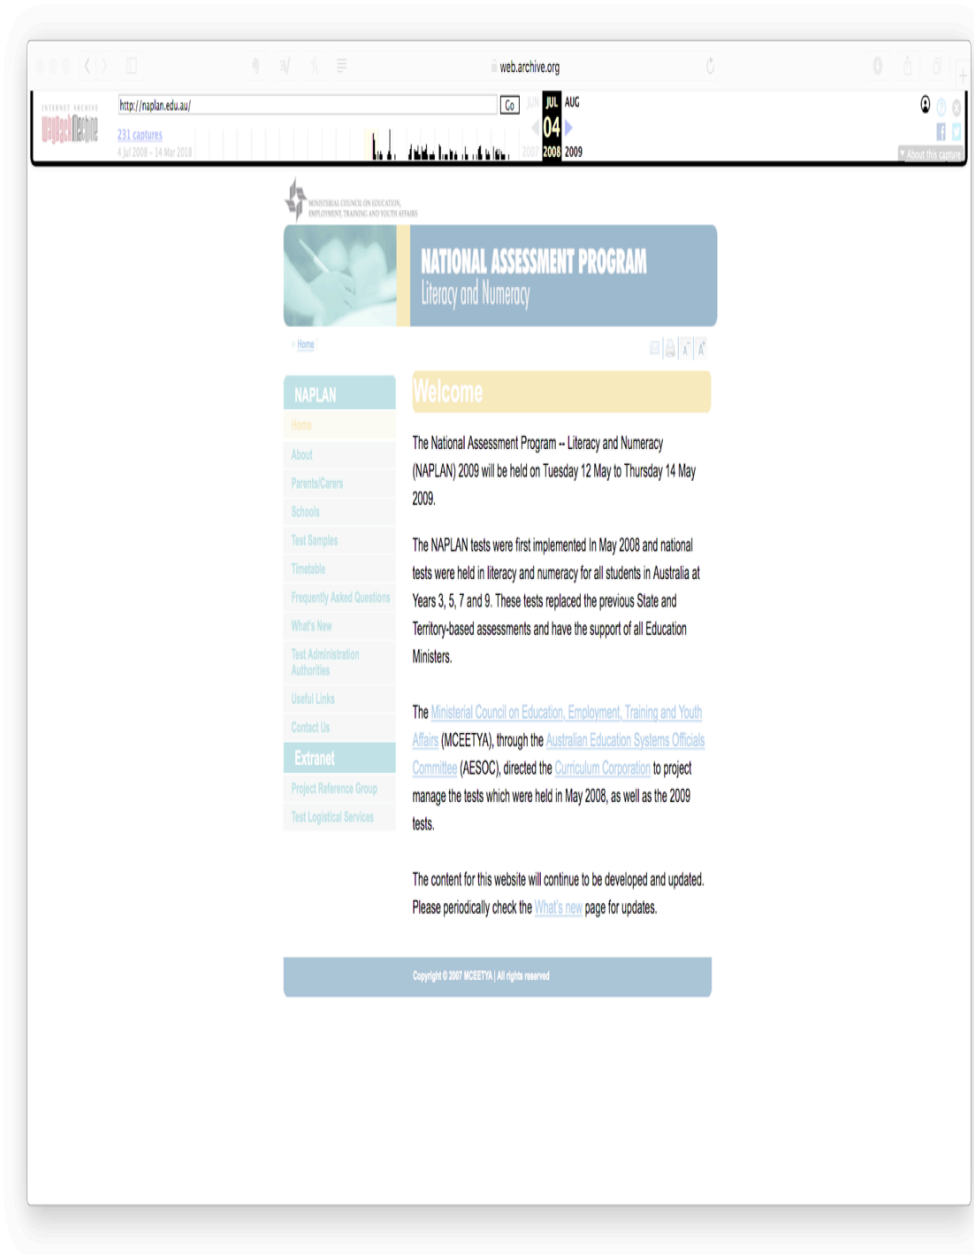 web.archive.org
INTERNET ARCHIVE
WayBackMachine
http://naplan.edu.au/
Go
JUN JUL AUG
231 captures
04
4 Jul 2008 – 14 Mar 2018
2007 2008 2009
▾ About this capture
MINISTERIAL COUNCIL ON EDUCATION,
EMPLOYMENT, TRAINING AND YOUTH AFFAIRS
NATIONAL ASSESSMENT PROGRAM
Literacy and Numeracy
Home
A- A+
NAPLAN
Home
About
Parents/Carers
Schools
Test Samples
Timetable
Frequently Asked Questions
What's New
Test Administration
Authorities
Useful Links
Contact Us
Extranet
Project Reference Group
Test Logistical Services
Welcome
The National Assessment Program -- Literacy and Numeracy
(NAPLAN) 2009 will be held on Tuesday 12 May to Thursday 14 May
2009.
The NAPLAN tests were first implemented In May 2008 and national
tests were held in literacy and numeracy for all students in Australia at
Years 3, 5, 7 and 9. These tests replaced the previous State and
Territory-based assessments and have the support of all Education
Ministers.
The Ministerial Council on Education, Employment, Training and Youth
Affairs (MCEETYA), through the Australian Education Systems Officials
Committee (AESOC), directed the Curriculum Corporation to project
manage the tests which were held in May 2008, as well as the 2009
tests.
The content for this website will continue to be developed and updated.
Please periodically check the What's new page for updates.
Copyright © 2007 MCEETYA | All rights reserved